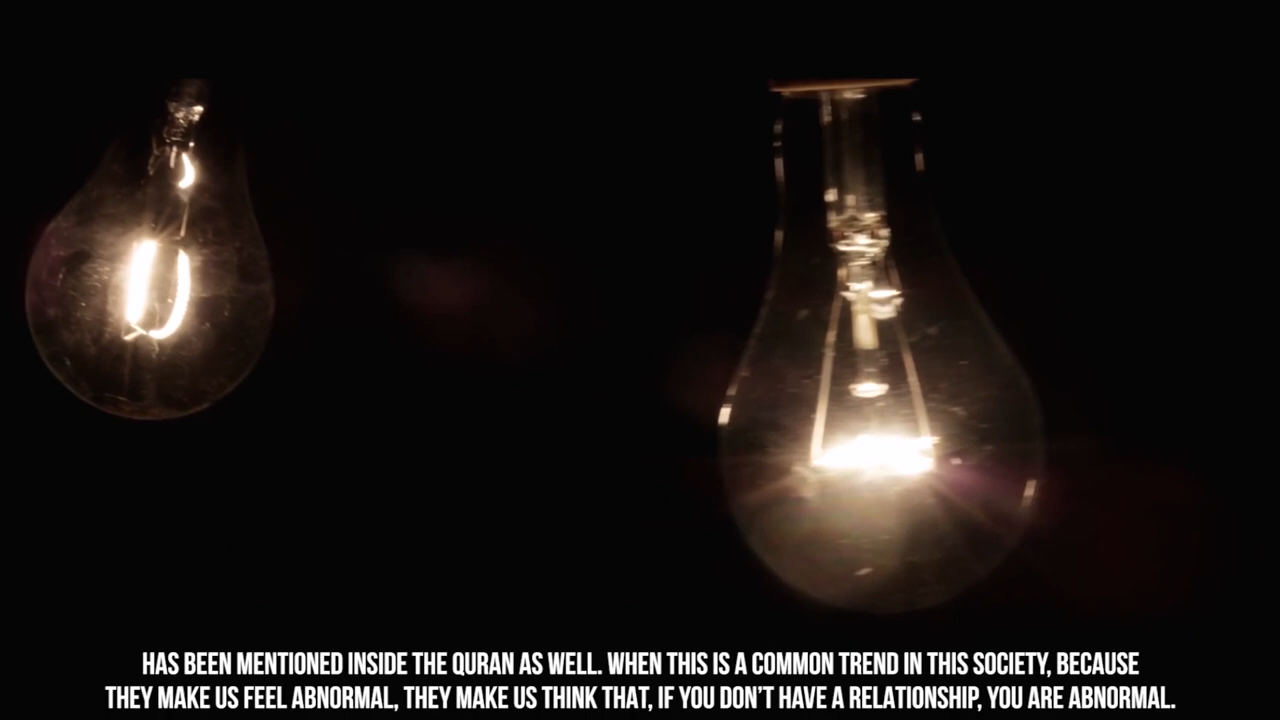 HAS BEEN MENTIONED INSIDE THE QURAN AS WELL. WHEN THIS IS A COMMON TREND IN THIS SOCIETY, BECAUSE
THEY MAKE US FEEL ABNORMAL, THEY MAKE US THINK THAT, IF YOU DON'T HAVE A RELATIONSHIP, YOU ARE ABNORMAL.